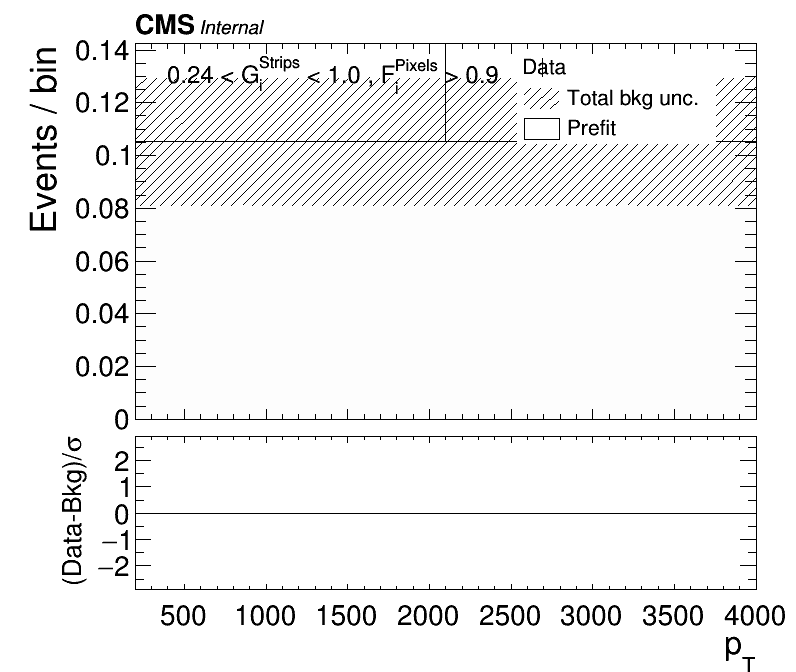 CMS Internal
0.24 < G_i^Strips < 1.0 , F_i^Pixels > 0.9
Data
Total bkg unc.
Prefit
Events / bin
0.14
0.12
0.1
0.08
0.06
0.04
0.02
0
(Data-Bkg)/σ
2
1
0
−1
−2
500 1000 1500 2000 2500 3000 3500 4000
p_T